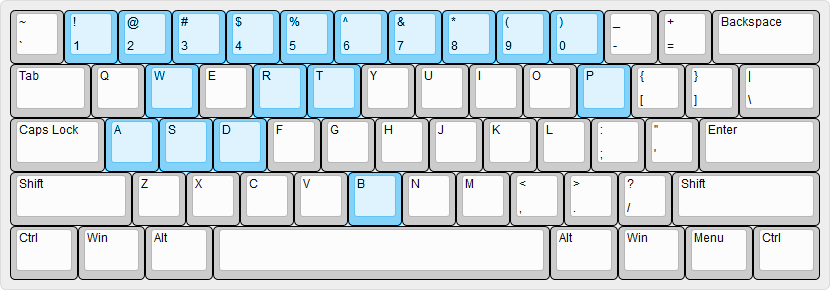 ~ ! @ # $ % ^ & * ( ) _ + Backspace
` 1 2 3 4 5 6 7 8 9 0 - =
Tab Q W E R T Y U I O P { } |
[ ] \
Caps Lock A S D F G H J K L : " Enter
; '
Shift Z X C V B N M < > ? Shift
, . /
Ctrl Win Alt Alt Win Menu Ctrl